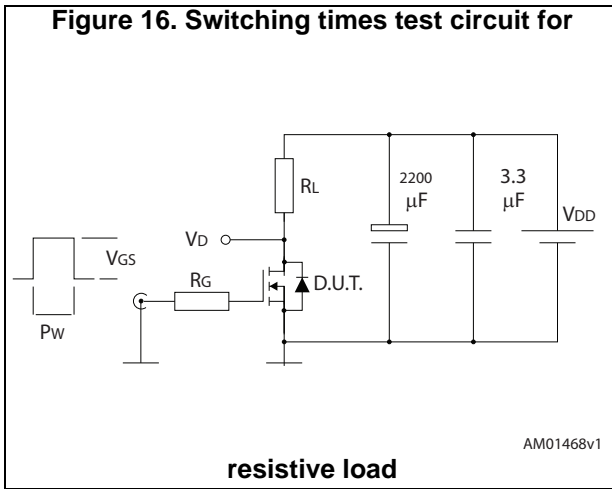 Figure 16. Switching times test circuit for
RL
2200
μF
3.3
μF
VDD
VD
VGS
RG
D.U.T.
PW
AM01468v1
resistive load